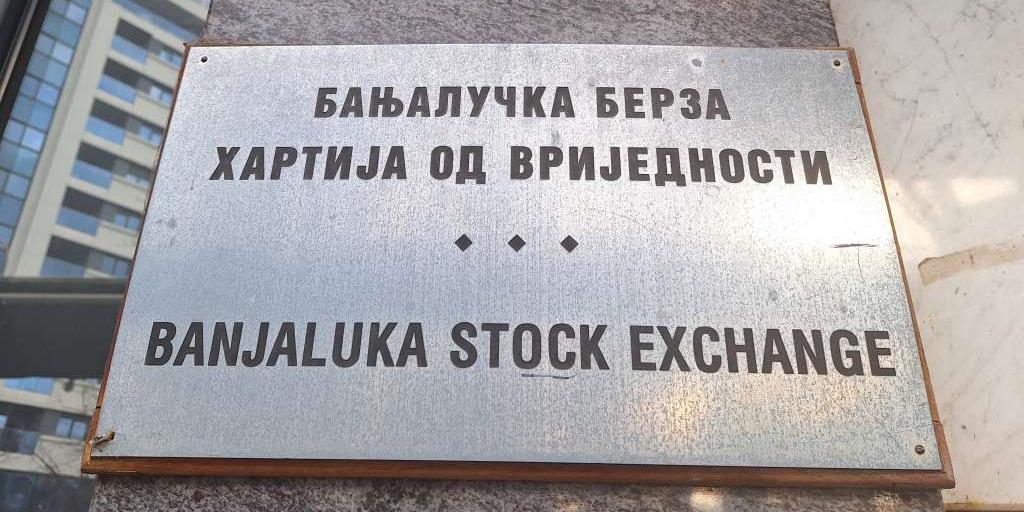 БАЊАЛУЧКА БЕРЗА
ХАРТИЈА ОД ВРИЈЕДНОСТИ
BANJALUKA STOCK EXCHANGE